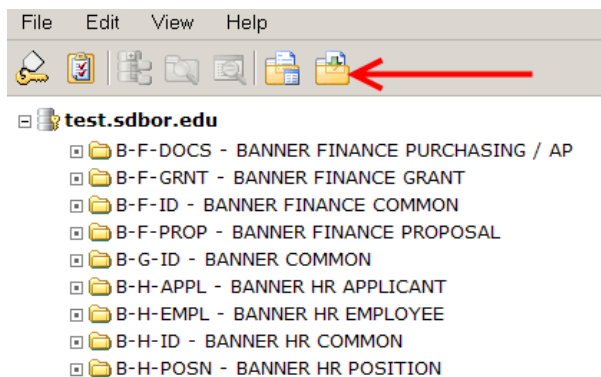 File Edit View Help
test.sdbor.edu
B-F-DOCS - BANNER FINANCE PURCHASING / AP
B-F-GRNT - BANNER FINANCE GRANT
B-F-ID - BANNER FINANCE COMMON
B-F-PROP - BANNER FINANCE PROPOSAL
B-G-ID - BANNER COMMON
B-H-APPL - BANNER HR APPLICANT
B-H-EMPL - BANNER HR EMPLOYEE
B-H-ID - BANNER HR COMMON
B-H-POSN - BANNER HR POSITION